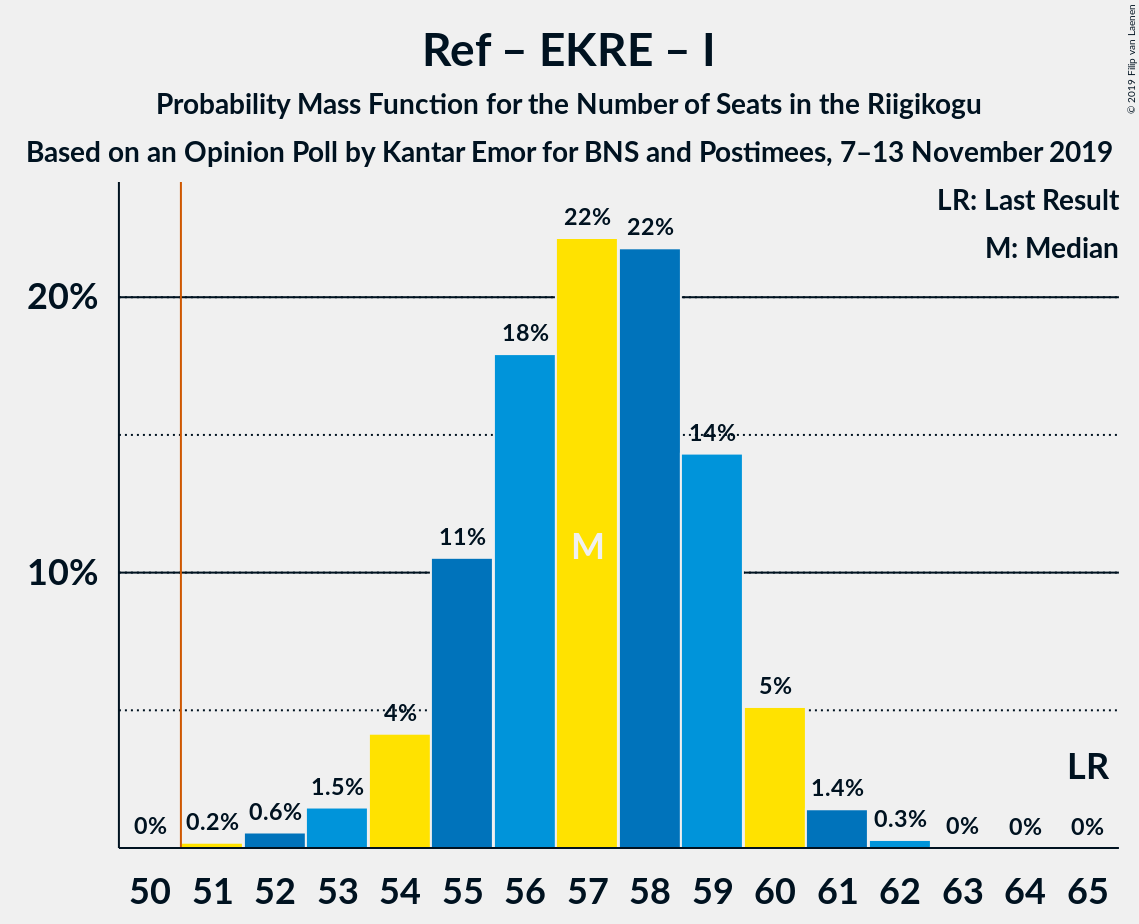 Ref – EKRE – I
Probability Mass Function for the Number of Seats in the Riigikogu
Based on an Opinion Poll by Kantar Emor for BNS and Postimees, 7–13 November 2019
© 2019 Filip van Laenen
LR: Last Result
M: Median
20%
10%
0%
0.2%
0.6%
1.5%
4%
11%
18%
22%
22%
14%
5%
1.4%
0.3%
0%
0%
0%
M
LR
50 51 52 53 54 55 56 57 58 59 60 61 62 63 64 65